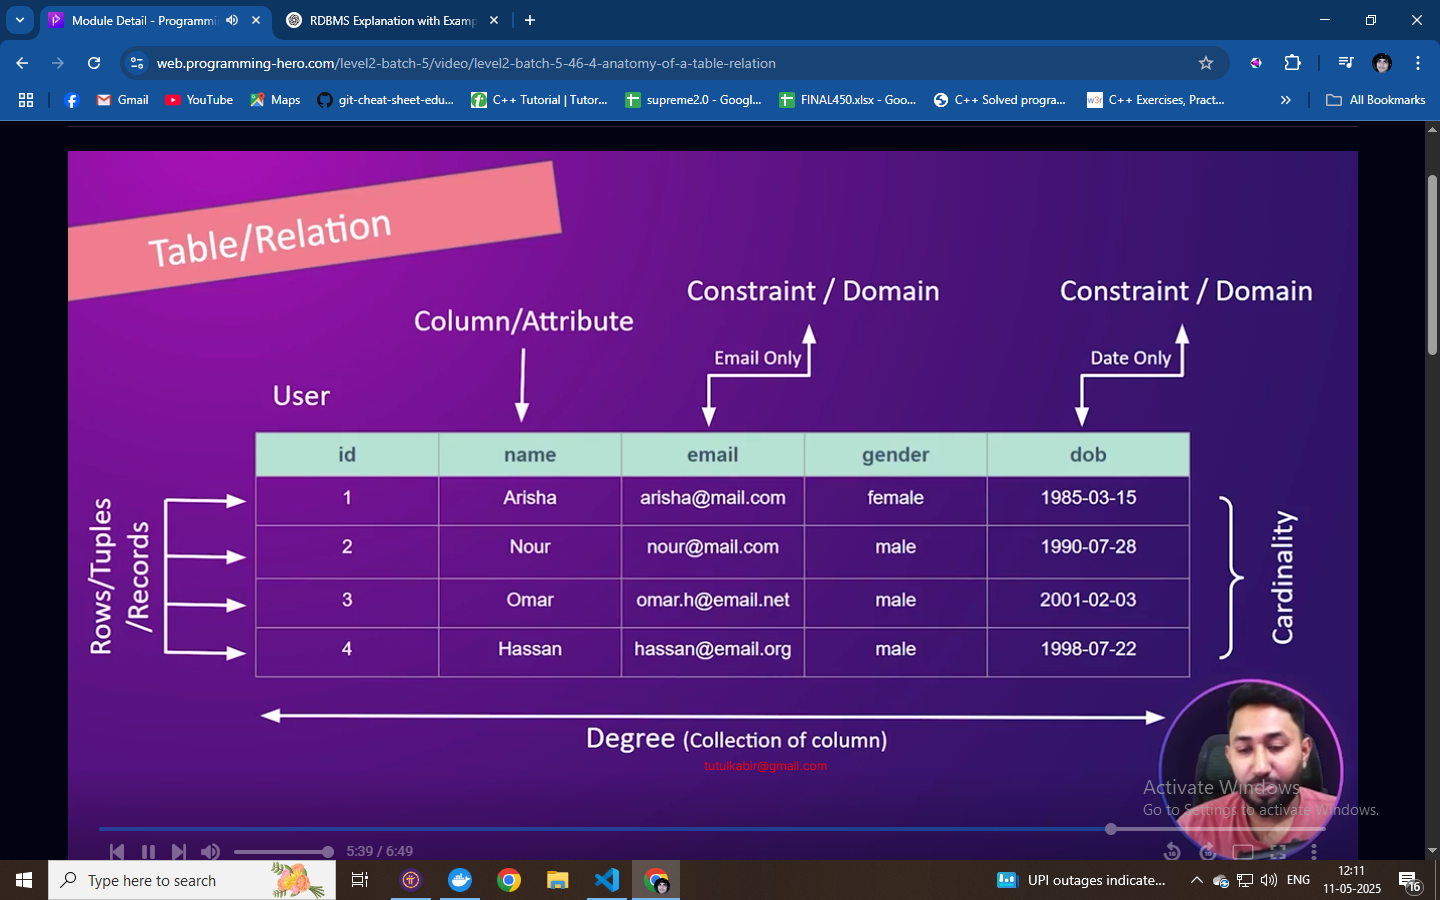 Module Detail - Programmi
RDBMS Explanation with Examp
web.programming-hero.com/level2-batch-5/video/level2-batch-5-46-4-anatomy-of-a-table-relation
Gmail
YouTube
Maps
git-cheat-sheet-edu...
C++ Tutorial | Tutor...
supreme2.0 - Googl...
FINAL450.xlsx - Goo...
C++ Solved progra...
w3r
C++ Exercises, Pract...
All Bookmarks
Table/Relation
Constraint / Domain
Constraint / Domain
Column/Attribute
Email Only
Date Only
User
id name email gender dob
1 Arisha arisha@mail.com female 1985-03-15
2 Nour nour@mail.com male 1990-07-28
3 Omar omar.h@email.net male 2001-02-03
4 Hassan hassan@email.org male 1998-07-22
Rows/Tuples
/Records
Cardinality
Degree (Collection of column)
tutulkabir@gmail.com
Activate Windows
Go to Settings to activate Windows.
5:39 / 6:49
Type here to search
UPI outages indicate...
ENG
12:11
11-05-2025
16